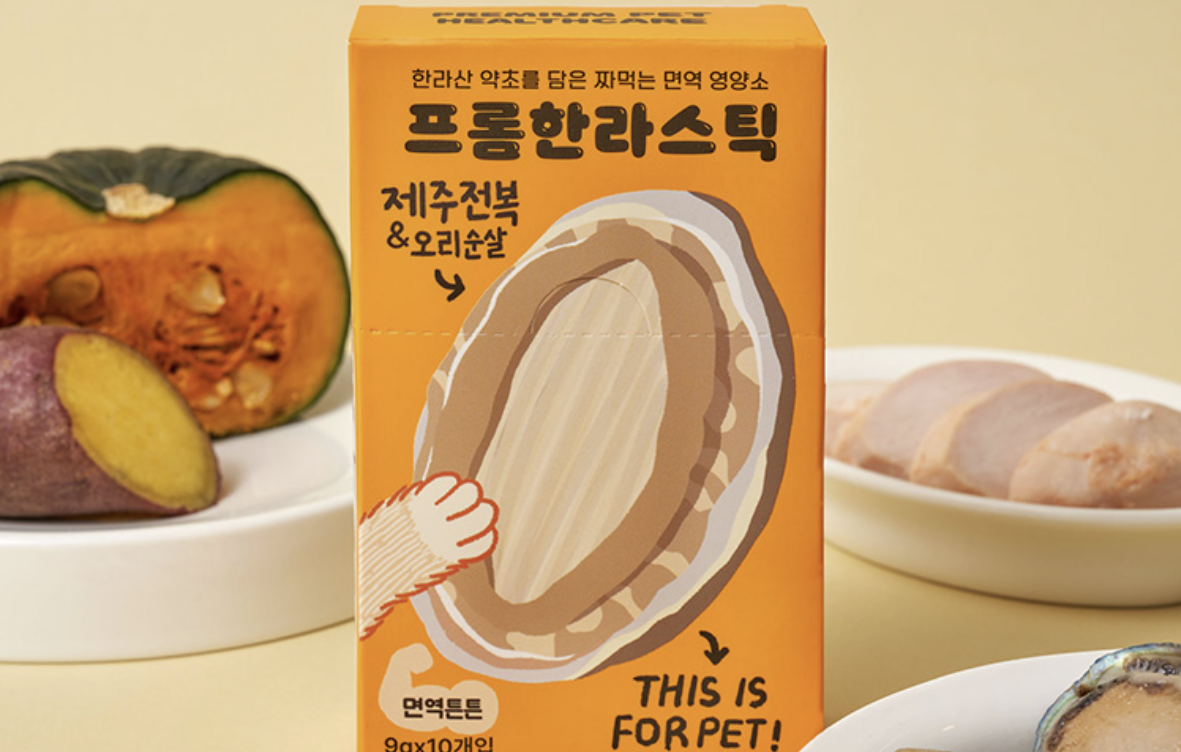 PREMIUM PET
HEALTHCARE
한라산 약초를 담은 짜먹는 면역 영양소
프롬한라스틱
제주전복
&오리순살
면역튼튼
9gx10개입
THIS IS
FOR PET!